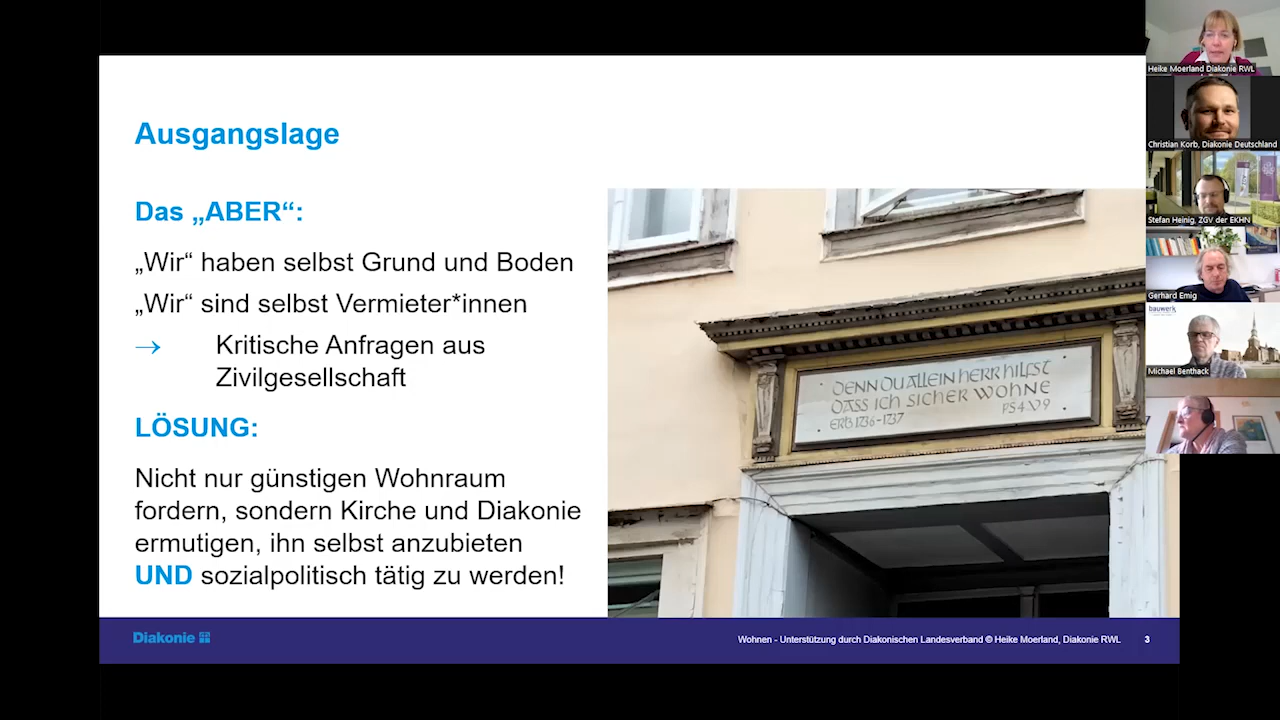 Ausgangslage
Das „ABER“:
„Wir“ haben selbst Grund und Boden
„Wir“ sind selbst Vermieter*innen
→ Kritische Anfragen aus
Zivilgesellschaft
LÖSUNG:
Nicht nur günstigen Wohnraum
fordern, sondern Kirche und Diakonie
ermutigen, ihn selbst anzubieten
UND sozialpolitisch tätig zu werden!
DENN DU ALLEIN HERR HILFST
DASS ICH SICHER WOHNE
ERB 1736-1737 PS 4.V9
Diakonie
Wohnen - Unterstützung durch Diakonischen Landesverband © Heike Moerland, Diakonie RWL 3
Heike Moerland Diakonie RWL
Christian Korb, Diakonie Deutschland
Stefan Heinig, ZGV der EKHN
Gerhard Emig
bauwerk
Michael Benthack